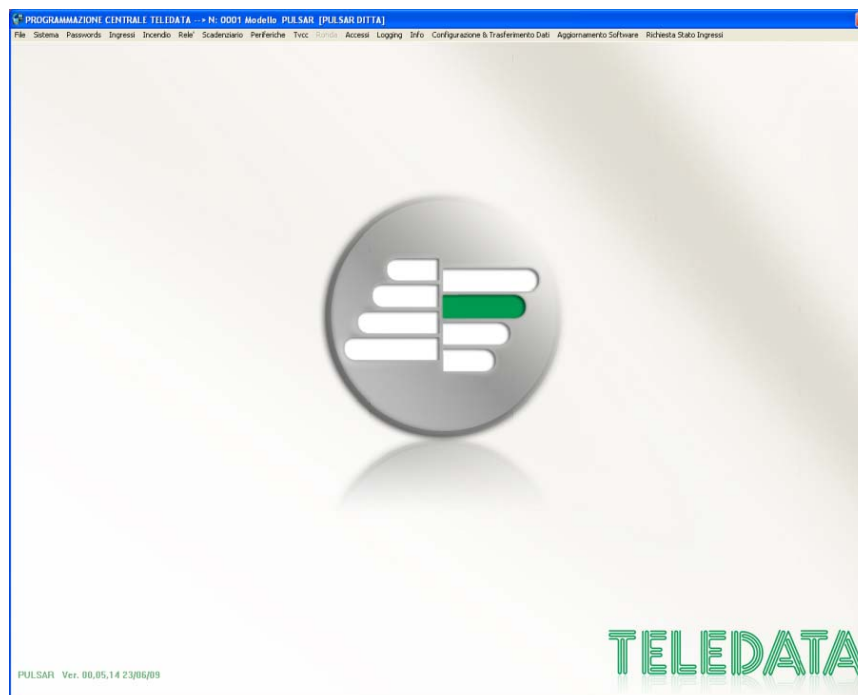 PROGRAMMAZIONE CENTRALE TELEDATA --> N: 0001 Modello PULSAR [PULSAR DITTA]
File Sistema Passwords Ingressi Incendio Rele' Scadenziario Periferiche Tvcc Ronda Accessi Logging Info Configurazione & Trasferimento Dati Aggiornamento Software Richiesta Stato Ingressi
TELEDATA
PULSAR Ver. 00,05,14 23/06/09